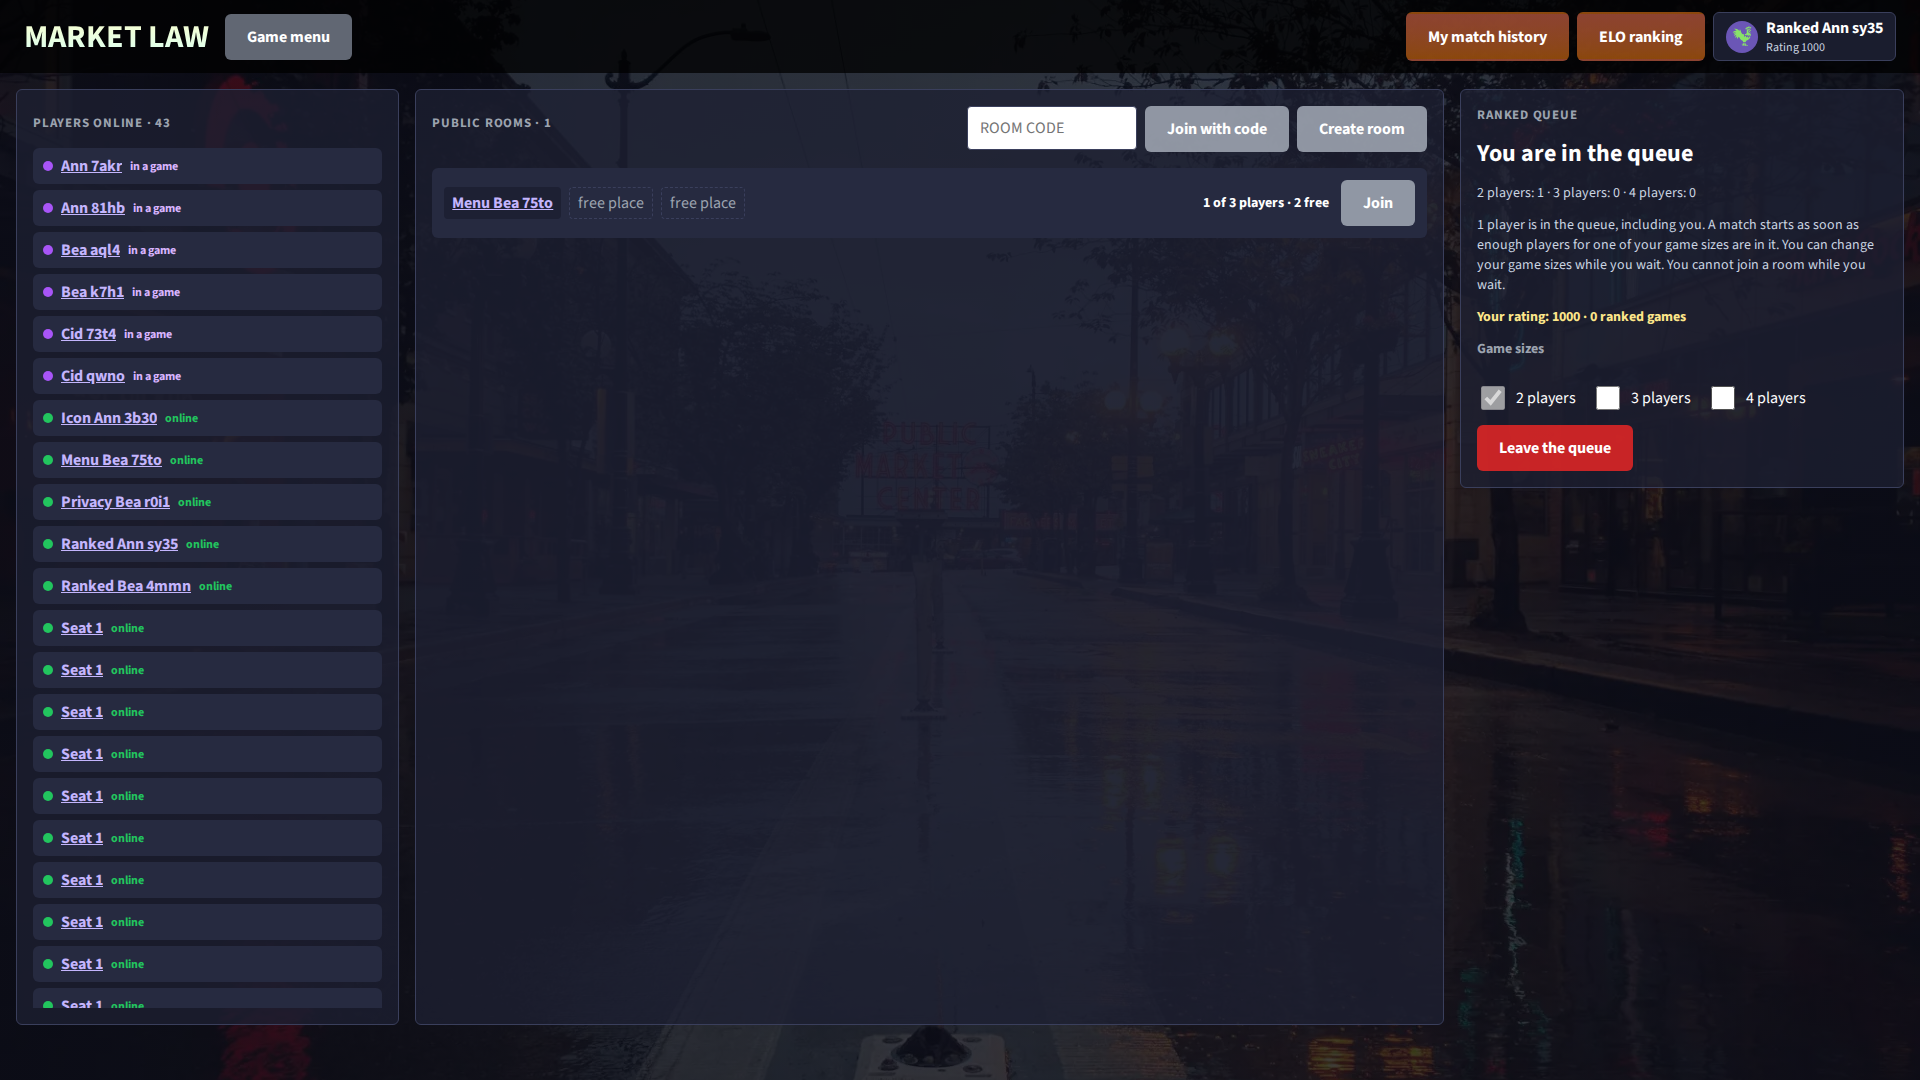 MARKET LAW
Game menu
My match history
ELO ranking
Ranked Ann sy35
Rating 1000
PLAYERS ONLINE · 43
Ann 7akr in a game
Ann 81hb in a game
Bea aql4 in a game
Bea k7h1 in a game
Cid 73t4 in a game
Cid qwno in a game
Icon Ann 3b30 online
Menu Bea 75to online
Privacy Bea r0i1 online
Ranked Ann sy35 online
Ranked Bea 4mmn online
Seat 1 online
Seat 1 online
Seat 1 online
Seat 1 online
Seat 1 online
Seat 1 online
Seat 1 online
Seat 1 online
Seat 1 online
Seat 1 online
PUBLIC ROOMS · 1
ROOM CODE
Join with code
Create room
Menu Bea 75to free place free place 1 of 3 players · 2 free Join
RANKED QUEUE
You are in the queue
2 players: 1 · 3 players: 0 · 4 players: 0
1 player is in the queue, including you. A match starts as soon as
enough players for one of your game sizes are in it. You can change
your game sizes while you wait. You cannot join a room while you
wait.
Your rating: 1000 · 0 ranked games
Game sizes
2 players 3 players 4 players
Leave the queue